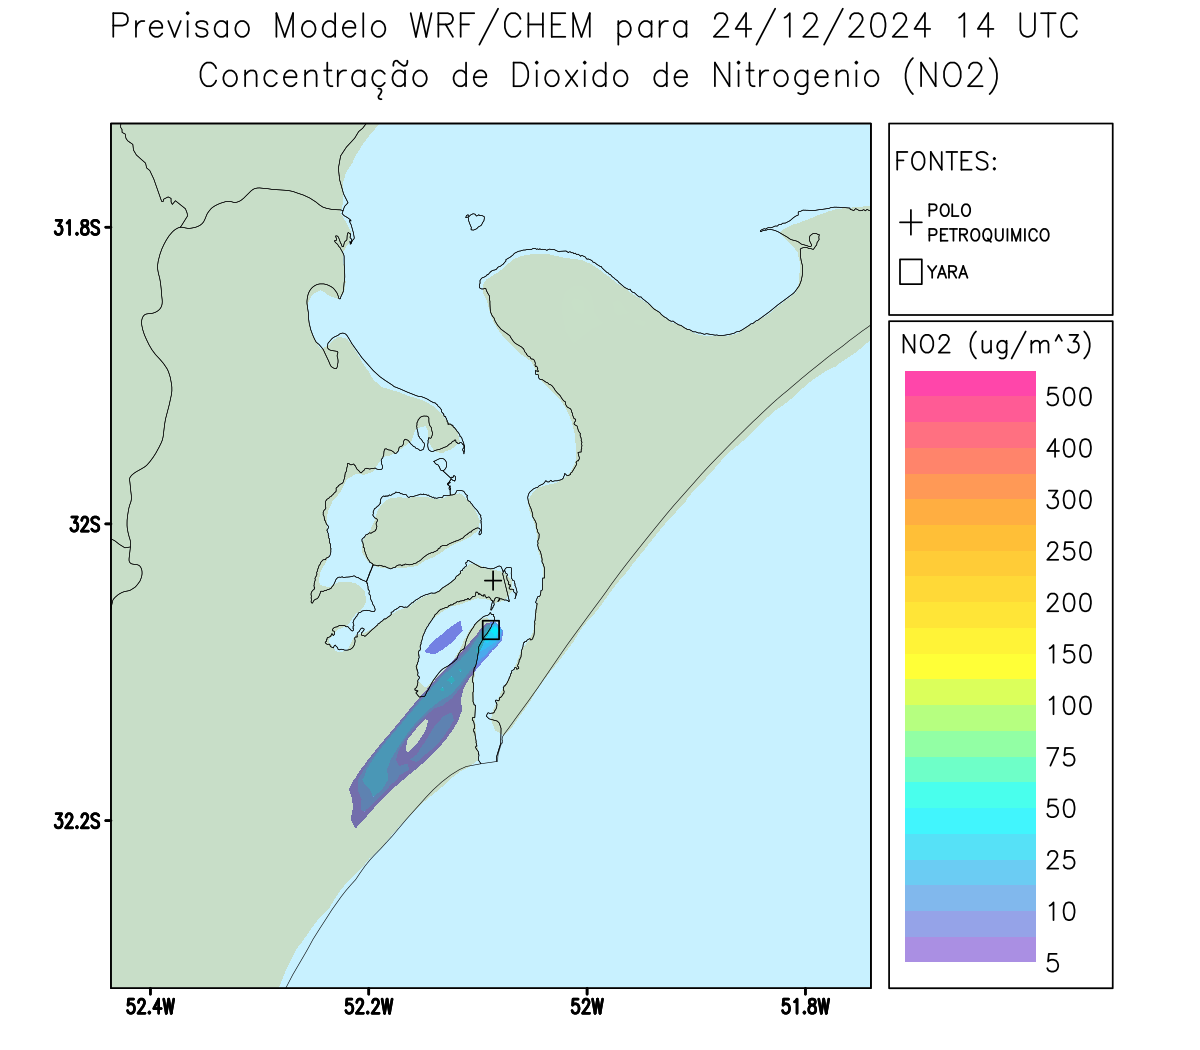 Previsao Modelo WRF/CHEM para 24/12/2024 14 UTC
Concentração de Dioxido de Nitrogenio (NO2)
FONTES:
POLO
PETROQUIMICO
YARA
NO2 (ug/m^3)
500
400
300
250
200
150
100
75
50
25
10
5
31.8S
32S
32.2S
52.4W
52.2W
52W
51.8W